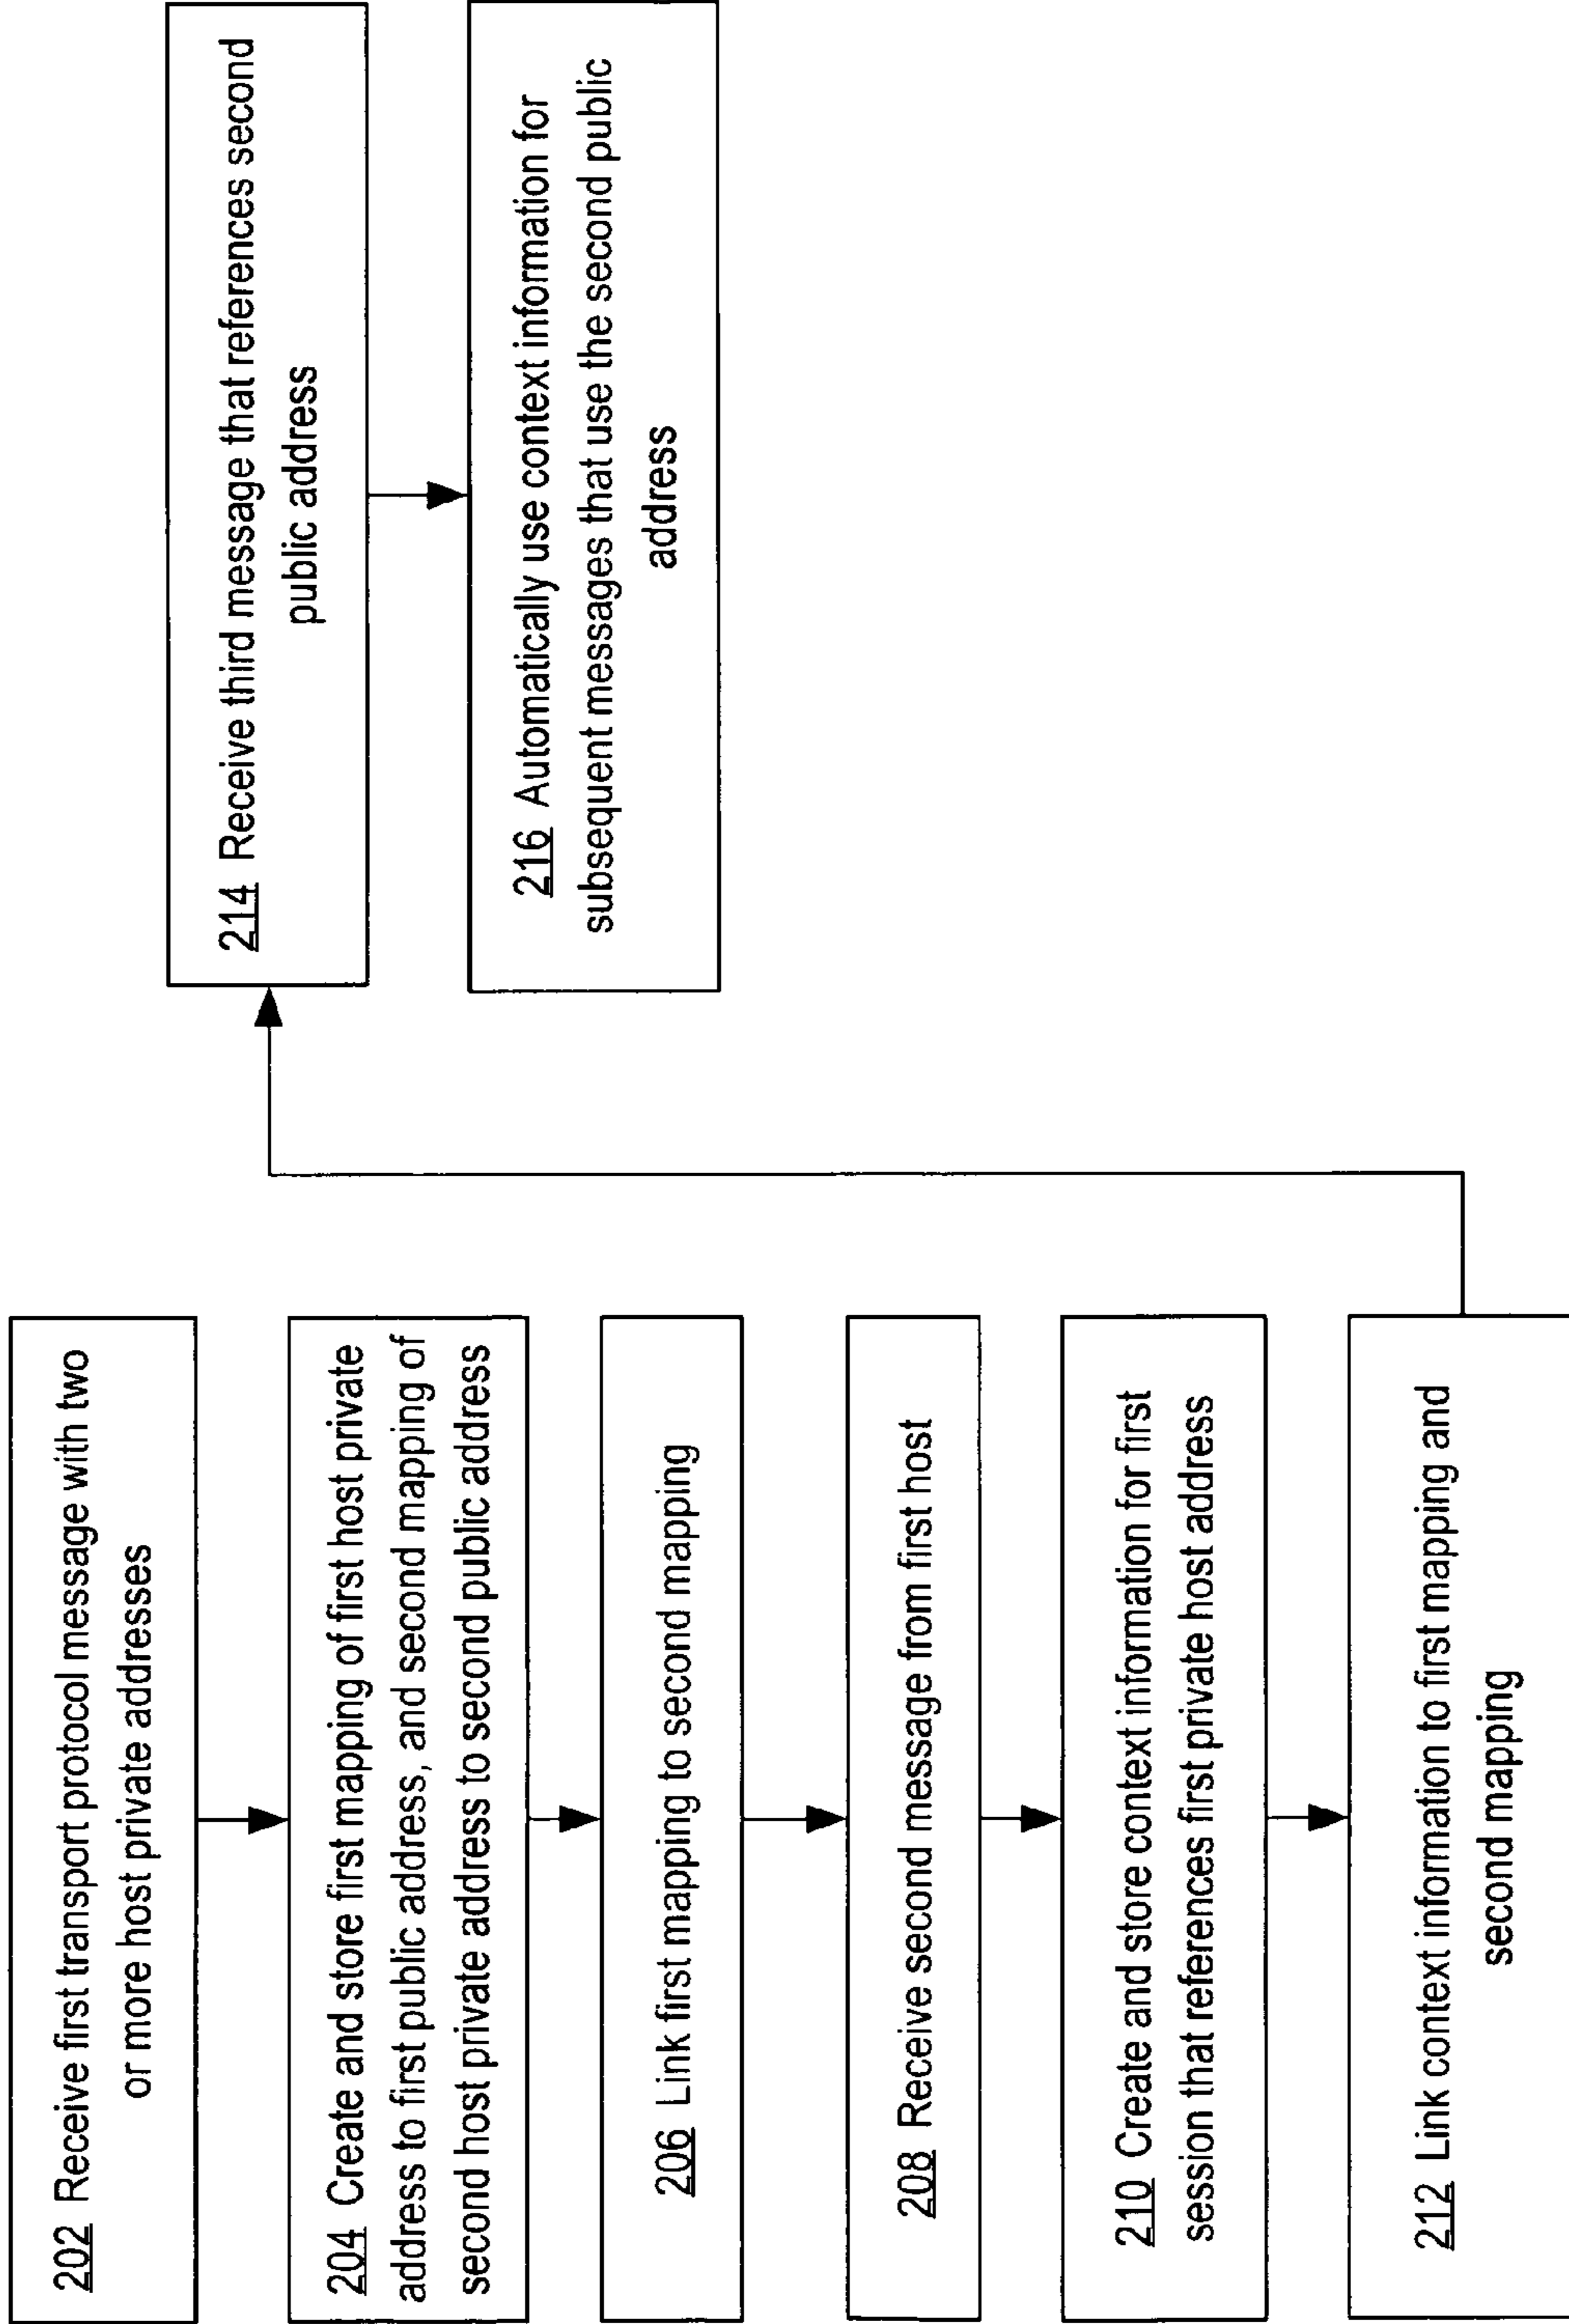 202 Receive first transport protocol message with two
or more host private addresses
204 Create and store first mapping of first host private
address to first public address, and second mapping of
second host private address to second public address
206 Link first mapping to second mapping
208 Receive second message from first host
210 Create and store context information for first
session that references first private host address
212 Link context information to first mapping and
second mapping
214 Receive third message that references second
public address
216 Automatically use context information for
subsequent messages that use the second public
address